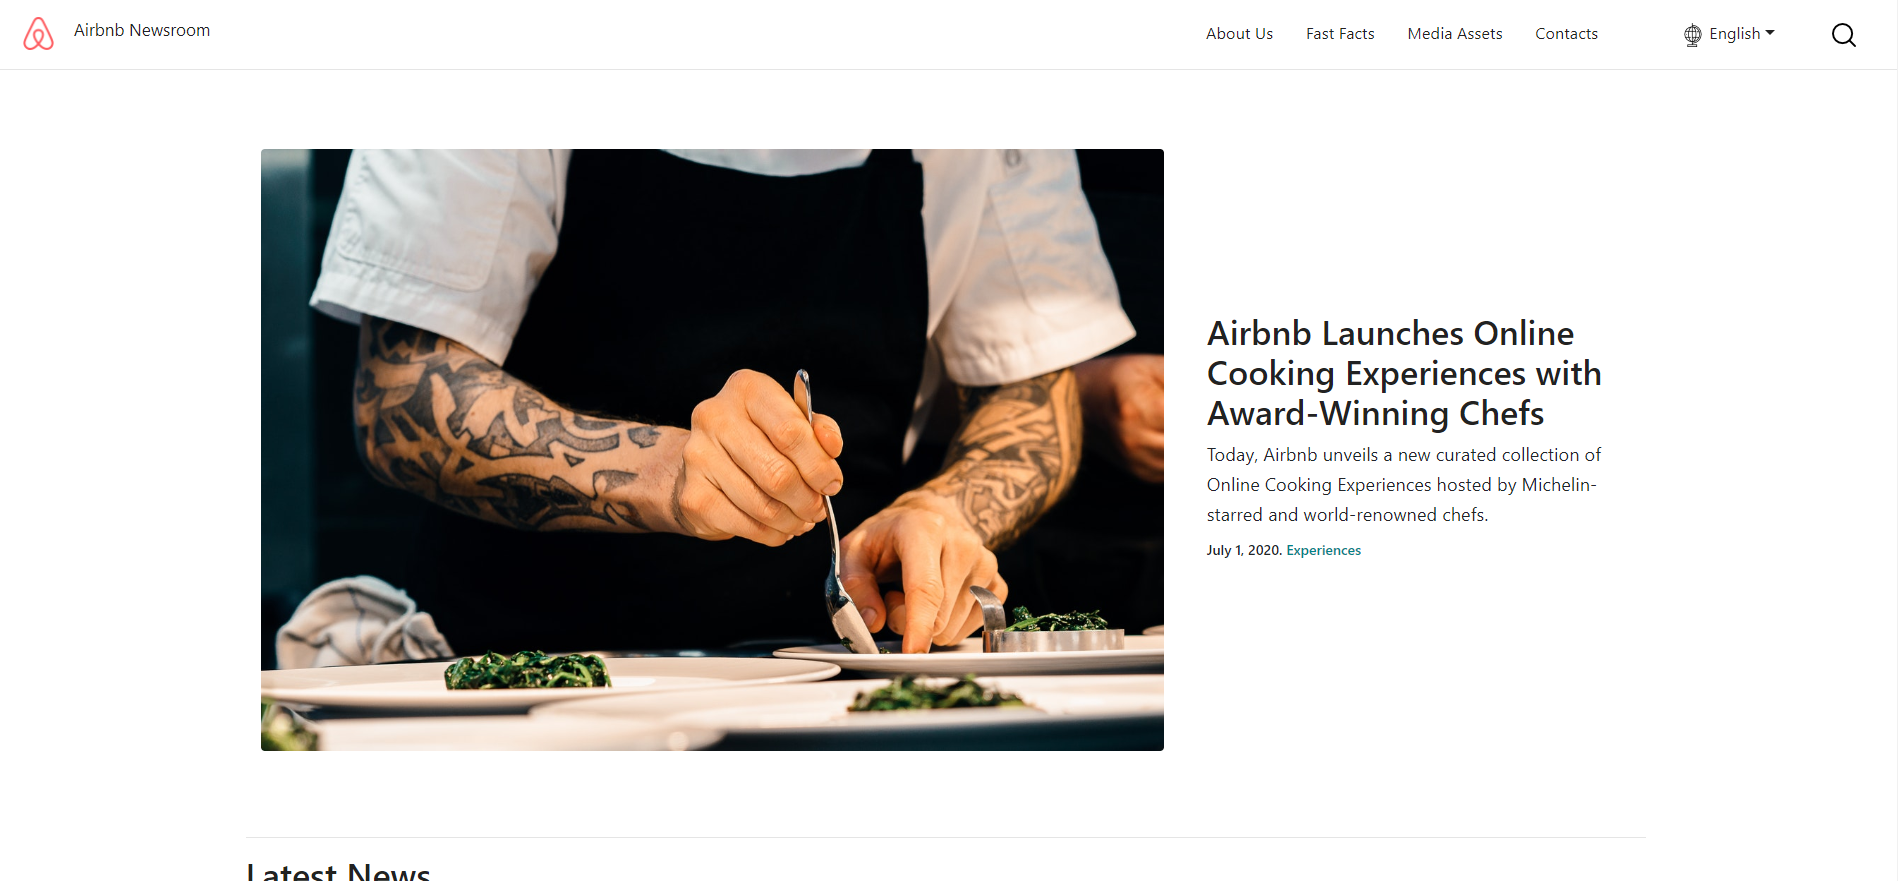 Airbnb Newsroom
About Us Fast Facts Media Assets Contacts English
Airbnb Launches Online
Cooking Experiences with
Award-Winning Chefs
Today, Airbnb unveils a new curated collection of
Online Cooking Experiences hosted by Michelin-
starred and world-renowned chefs.
July 1, 2020. Experiences
Latest News